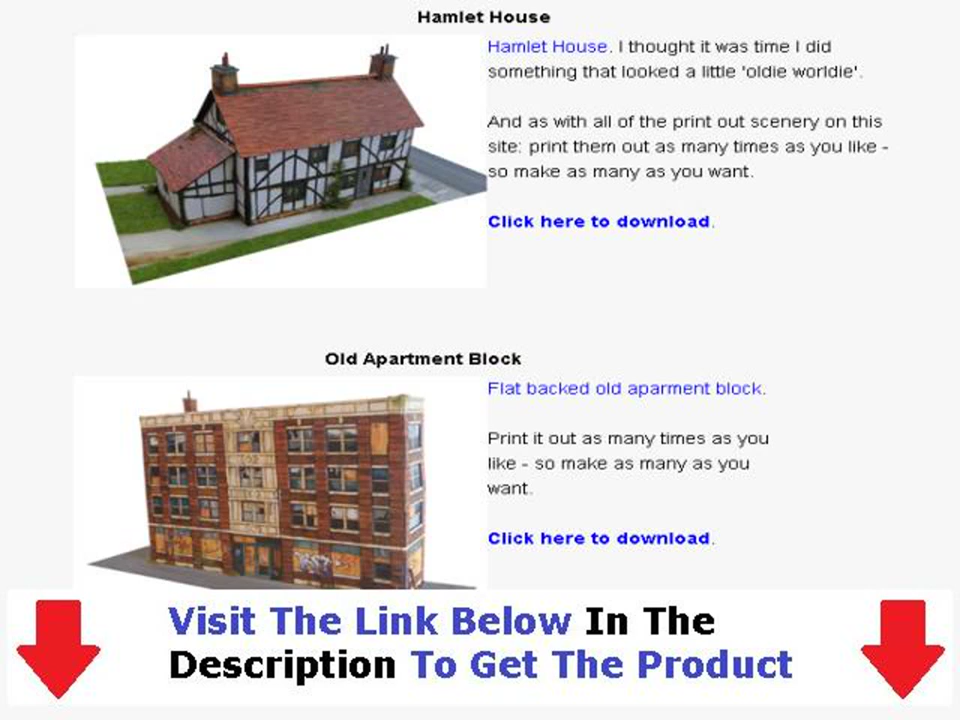 Hamlet House
Hamlet House. I thought it was time I did
something that looked a little 'oldie worldie'.
And as with all of the print out scenery on this
site: print them out as many times as you like -
so make as many as you want.
Click here to download.
Old Apartment Block
Flat backed old aparment block.
Print it out as many times as you
like - so make as many as you
want.
Click here to download.
Visit The Link Below In The
Description To Get The Product